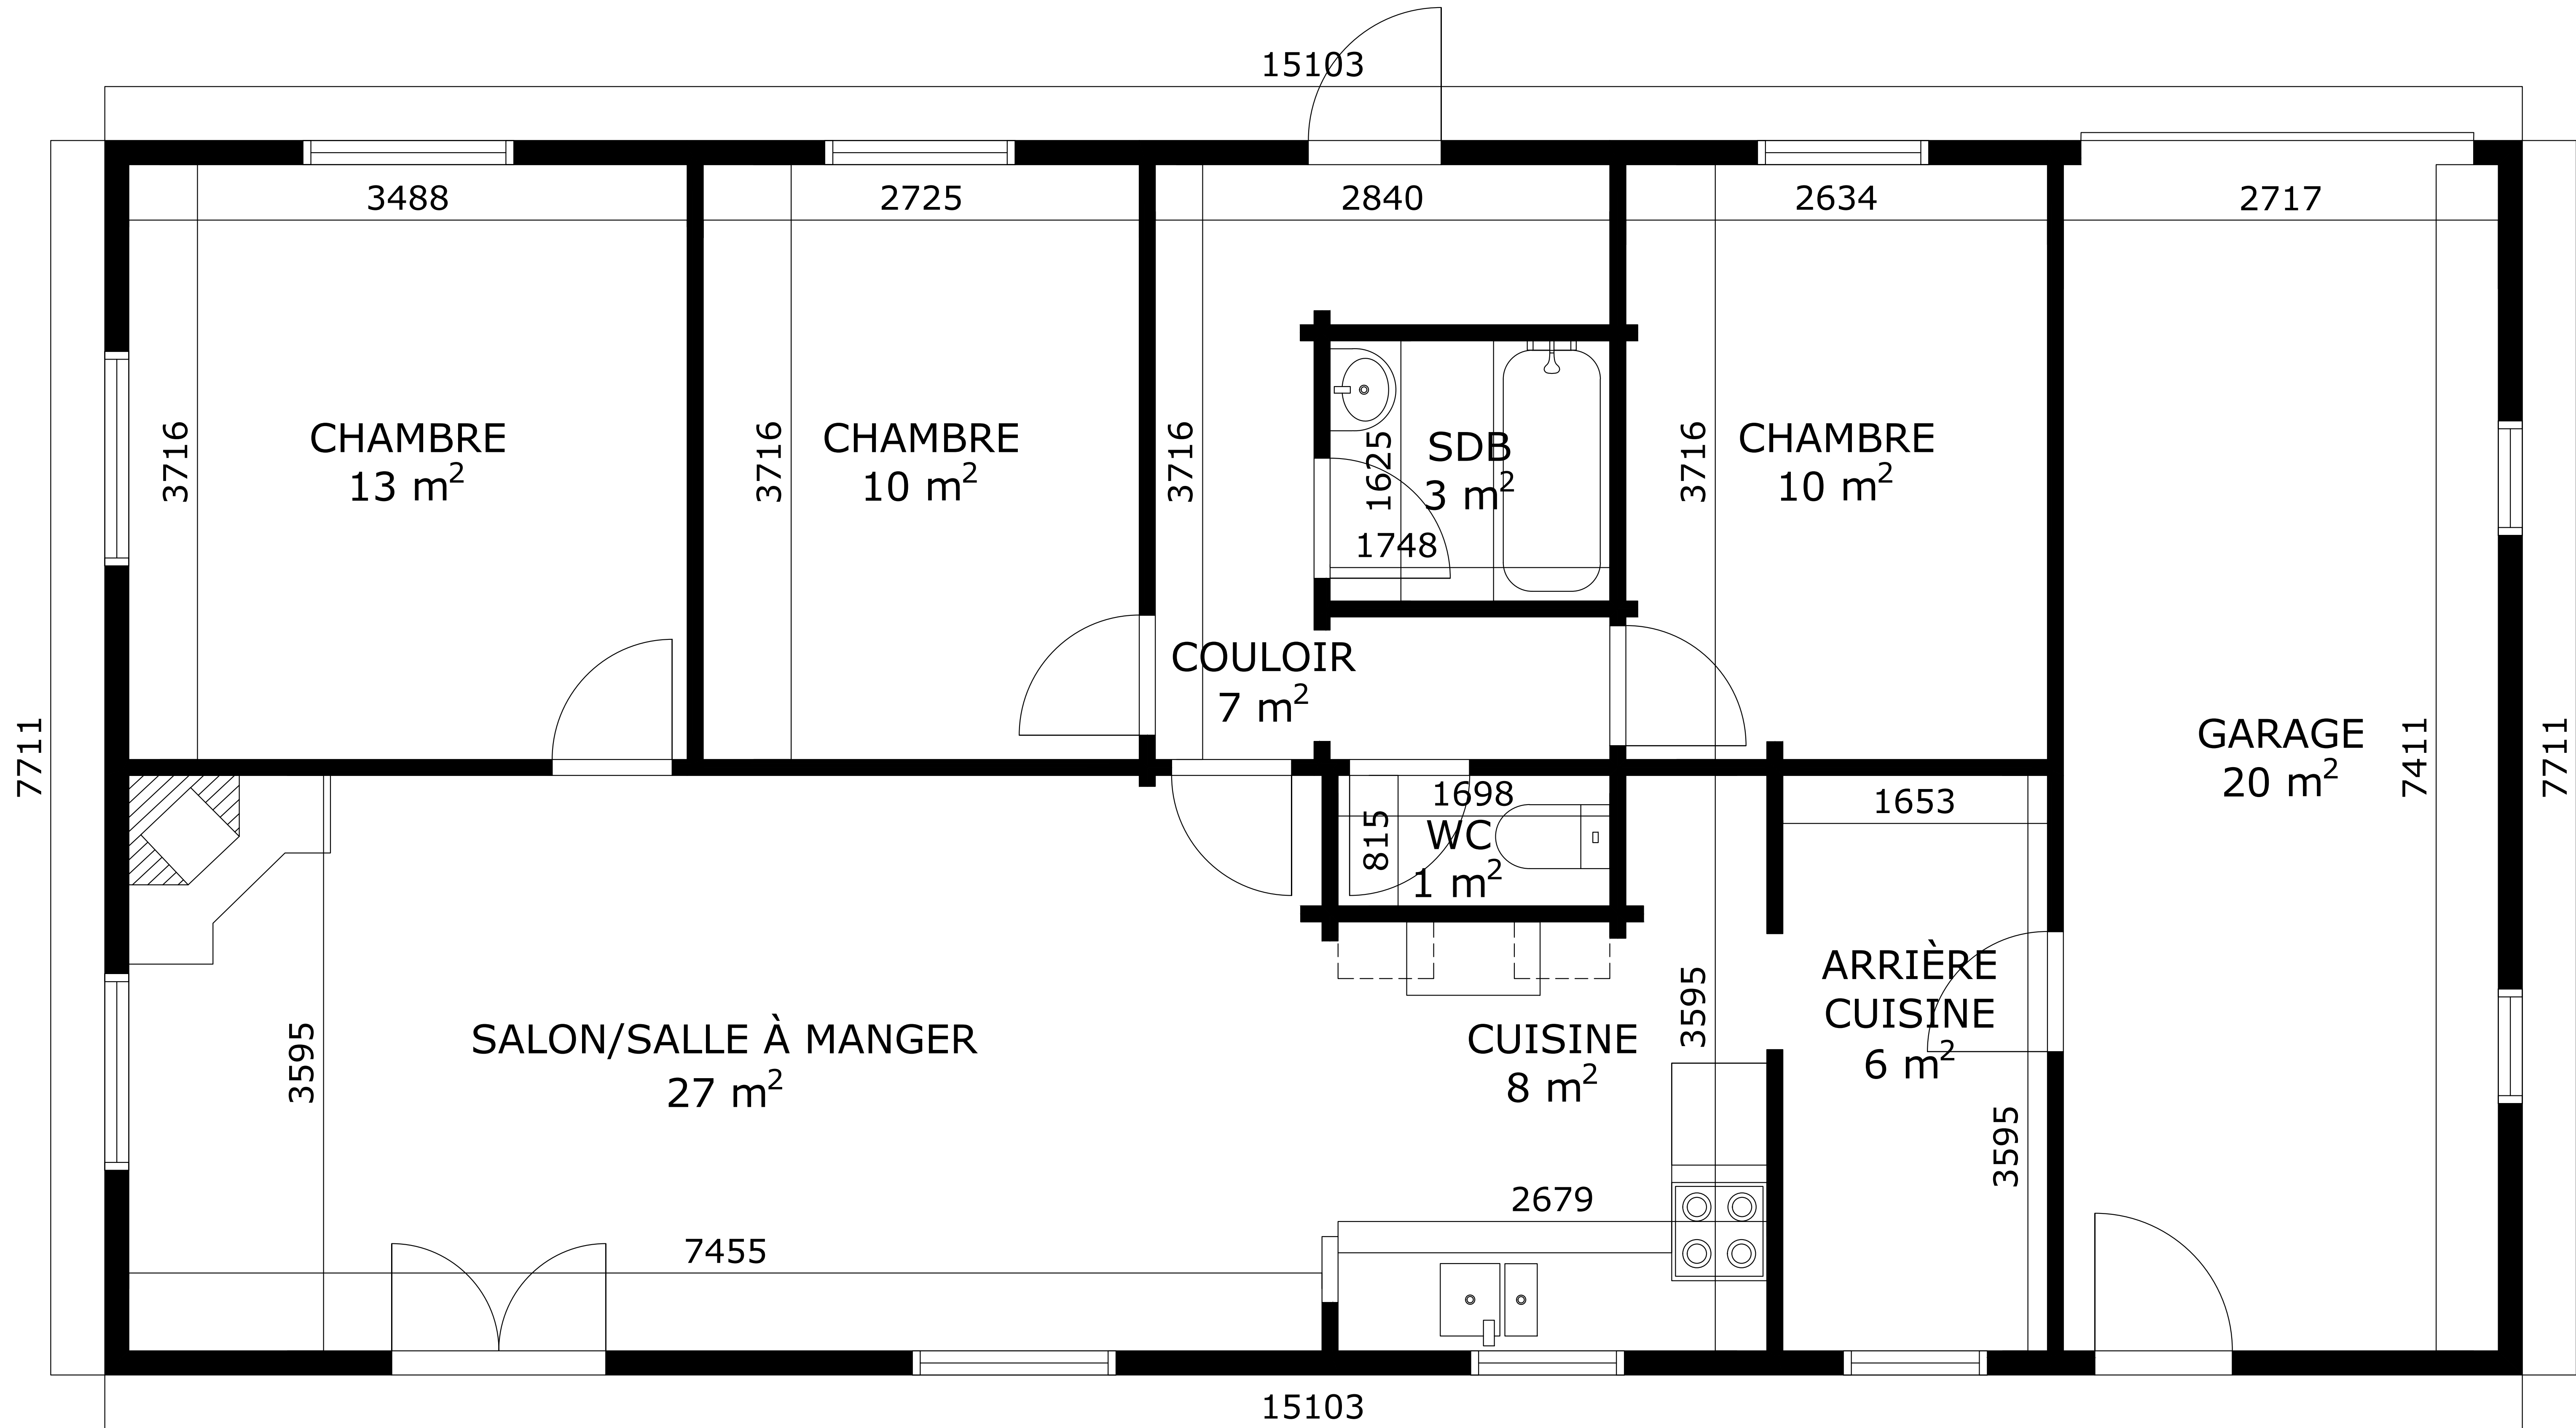 15103
3488
2725
2840
2634
2717
3716
CHAMBRE
13 m²
3716
CHAMBRE
10 m²
3716
1625
SDB
3 m²
1748
3716
CHAMBRE
10 m²
COULOIR
7 m²
7711
GARAGE
20 m²
7411
7711
1698
815
WC
1 m²
1653
3595
SALON/SALLE À MANGER
27 m²
7455
CUISINE
8 m²
3595
2679
ARRIÈRE
CUISINE
6 m²
3595
15103